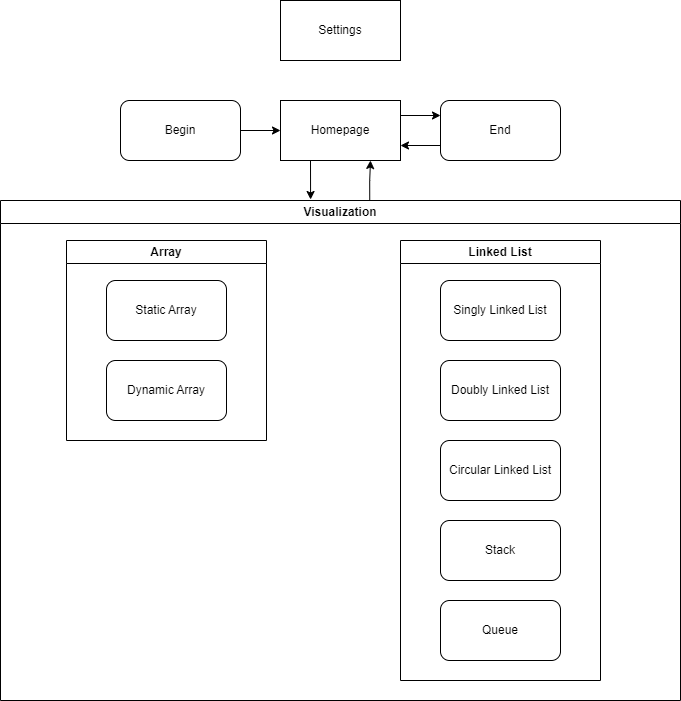 Settings
Begin
Homepage
End
Visualization
Array
Static Array
Dynamic Array
Linked List
Singly Linked List
Doubly Linked List
Circular Linked List
Stack
Queue